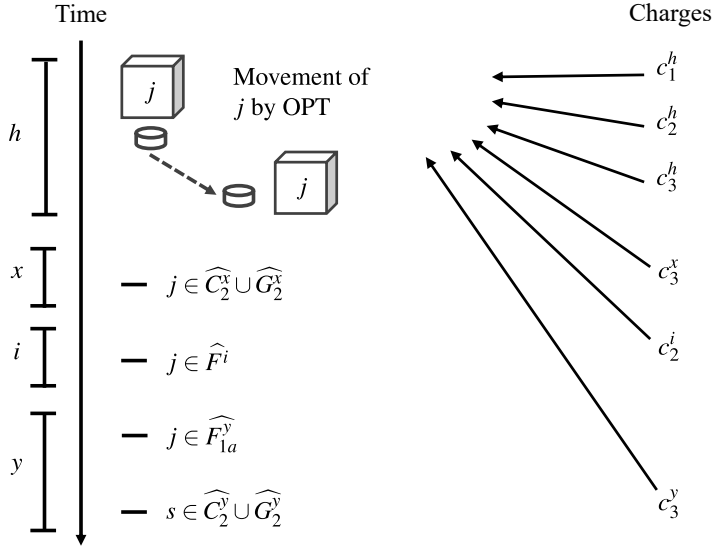 Time
Charges
h
j
Movement of
j by OPT
j
c_1^h
c_2^h
c_3^h
x
j ∈ \widehat{C_2^x} ∪ \widehat{G_2^x}
c_3^x
i
j ∈ \widehat{F^i}
c_2^i
y
j ∈ \widehat{F_{1a}^y}
s ∈ \widehat{C_2^y} ∪ \widehat{G_2^y}
c_3^y